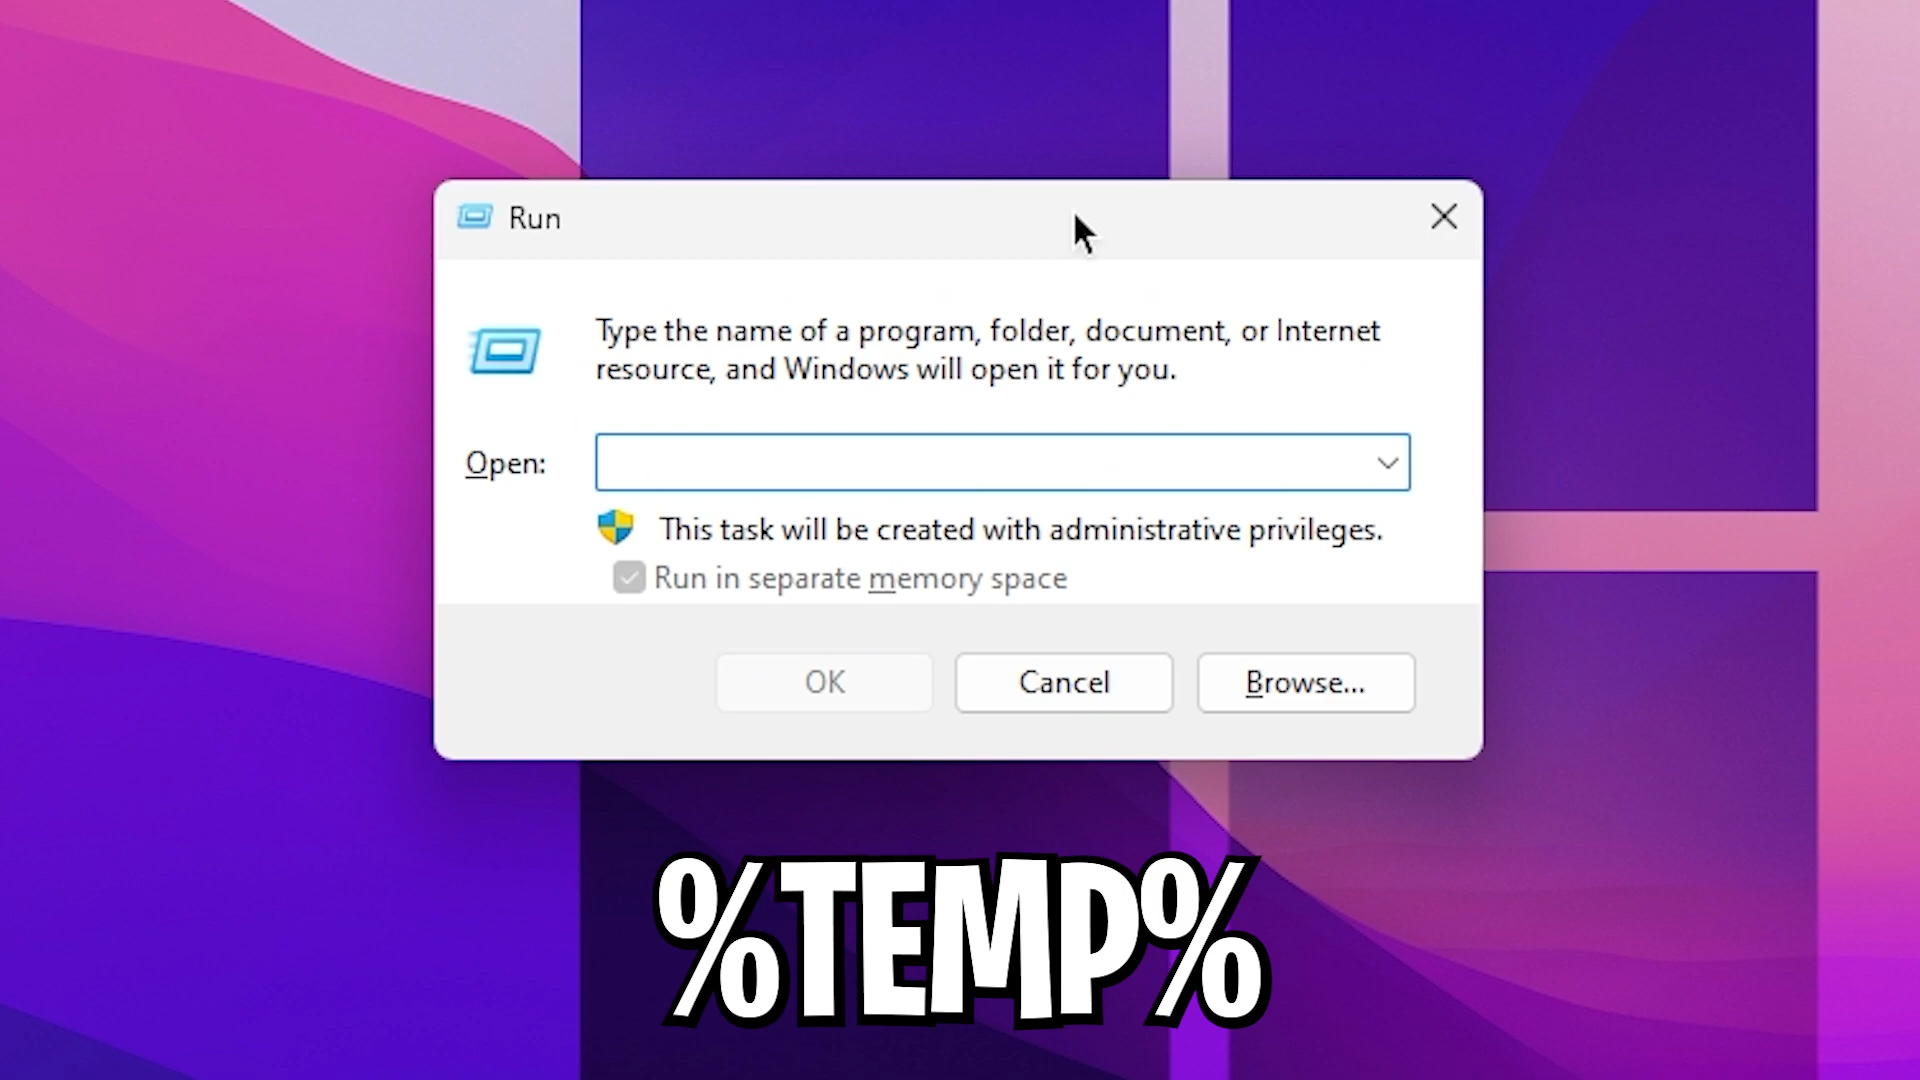 Run
Type the name of a program, folder, document, or Internet
resource, and Windows will open it for you.
Open:
This task will be created with administrative privileges.
Run in separate memory space
OK
Cancel
Browse...
%TEMP%